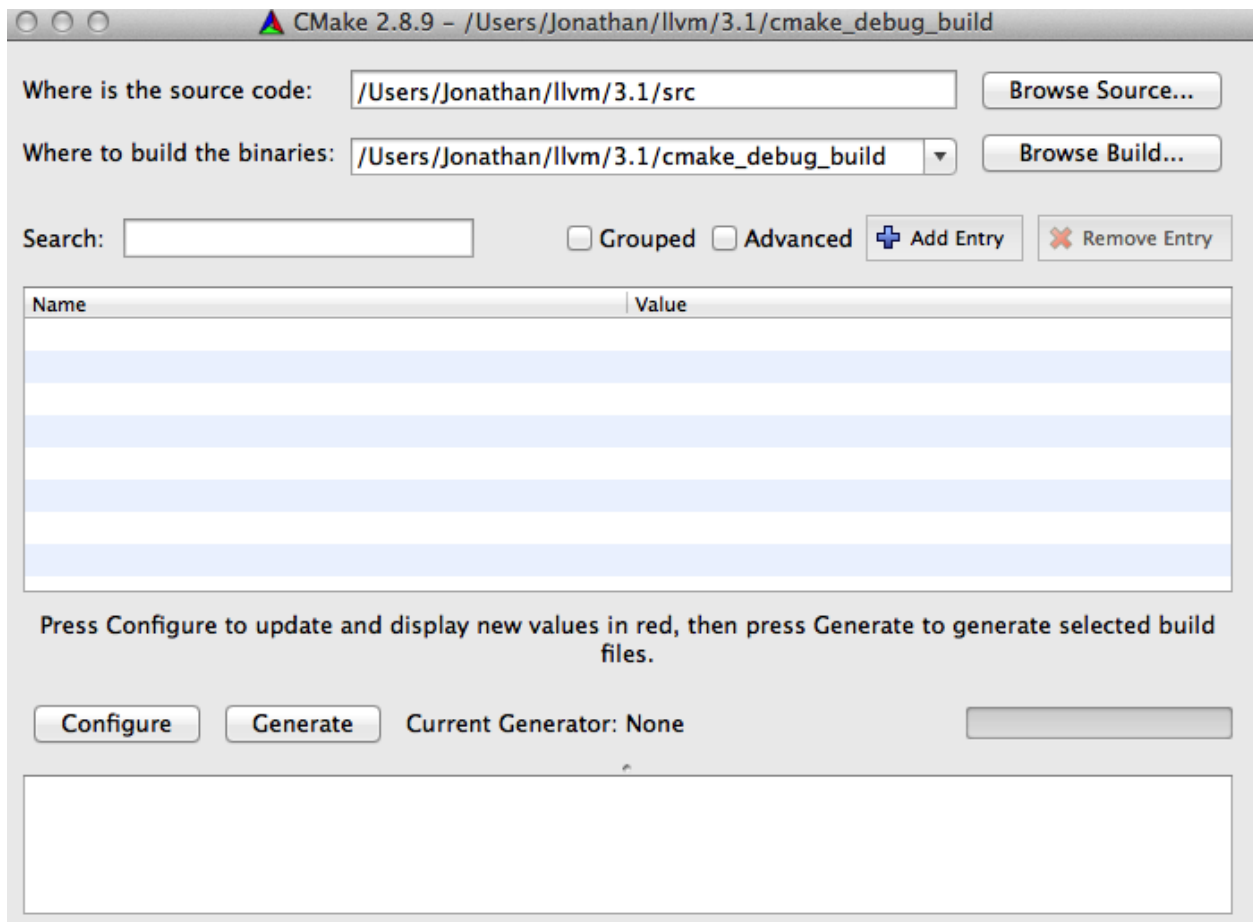 CMake 2.8.9 – /Users/Jonathan/llvm/3.1/cmake_debug_build
Where is the source code: /Users/Jonathan/llvm/3.1/src Browse Source...
Where to build the binaries: /Users/Jonathan/llvm/3.1/cmake_debug_build Browse Build...
Search: Grouped Advanced Add Entry Remove Entry
Name Value
Press Configure to update and display new values in red, then press Generate to generate selected build
files.
Configure Generate Current Generator: None